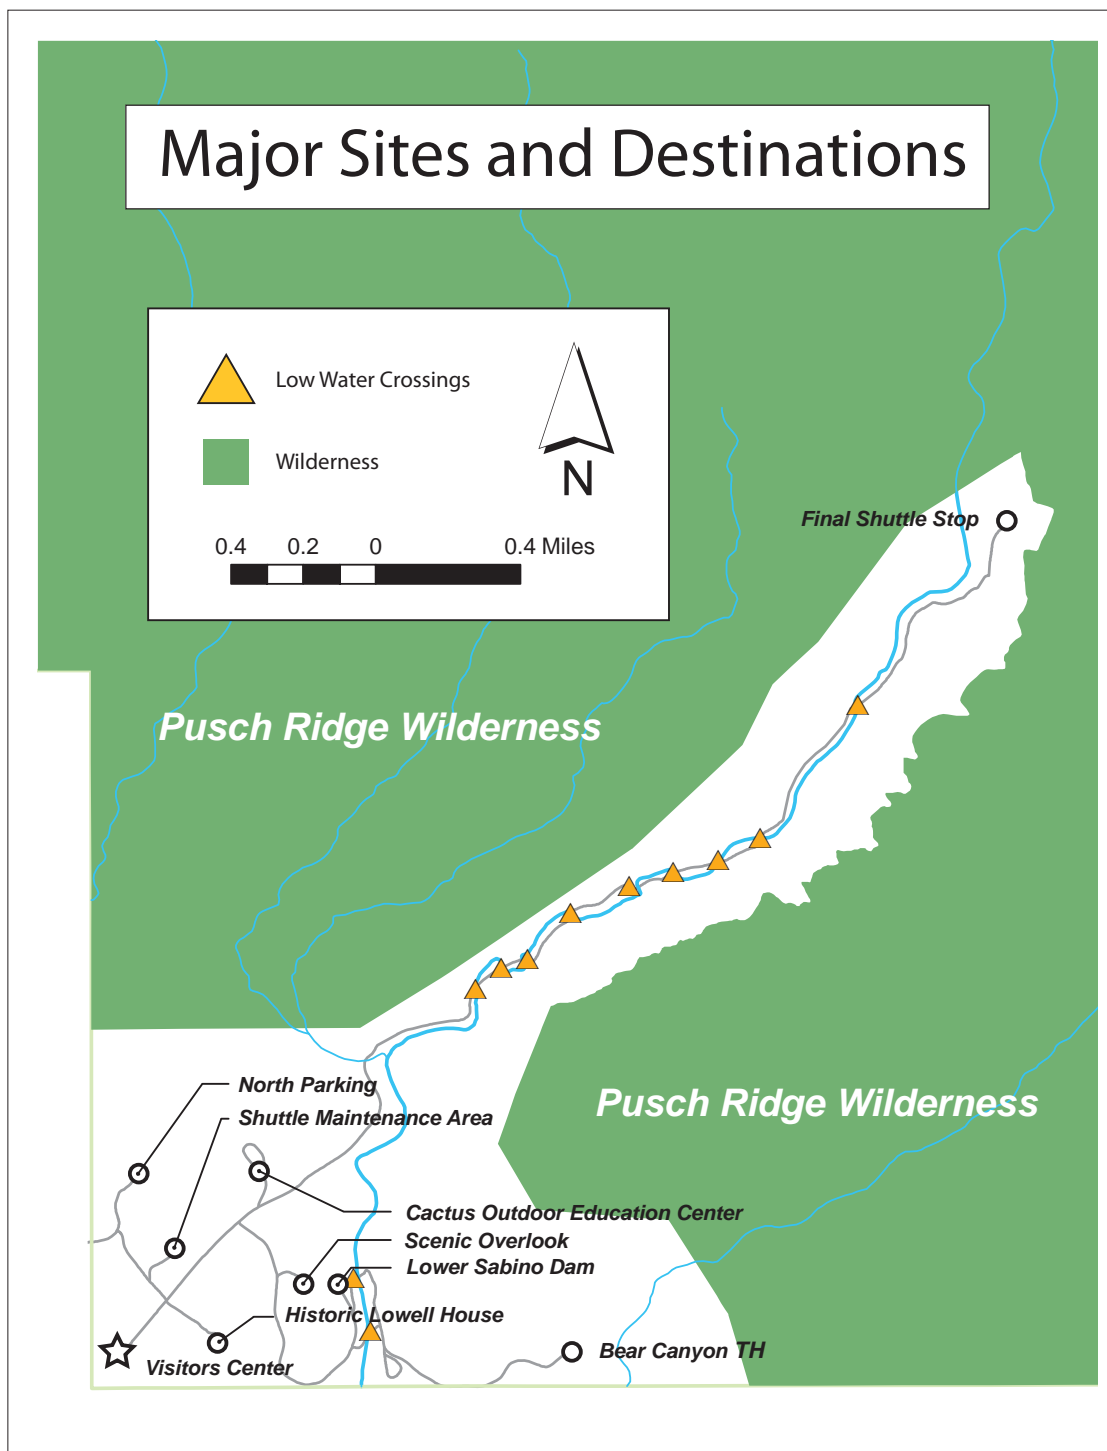 Major Sites and Destinations
Low Water Crossings
Wilderness
N
0.4 0.2 0 0.4 Miles
Final Shuttle Stop
Pusch Ridge Wilderness
North Parking
Shuttle Maintenance Area
Pusch Ridge Wilderness
Cactus Outdoor Education Center
Scenic Overlook
Lower Sabino Dam
Historic Lowell House
Bear Canyon TH
Visitors Center